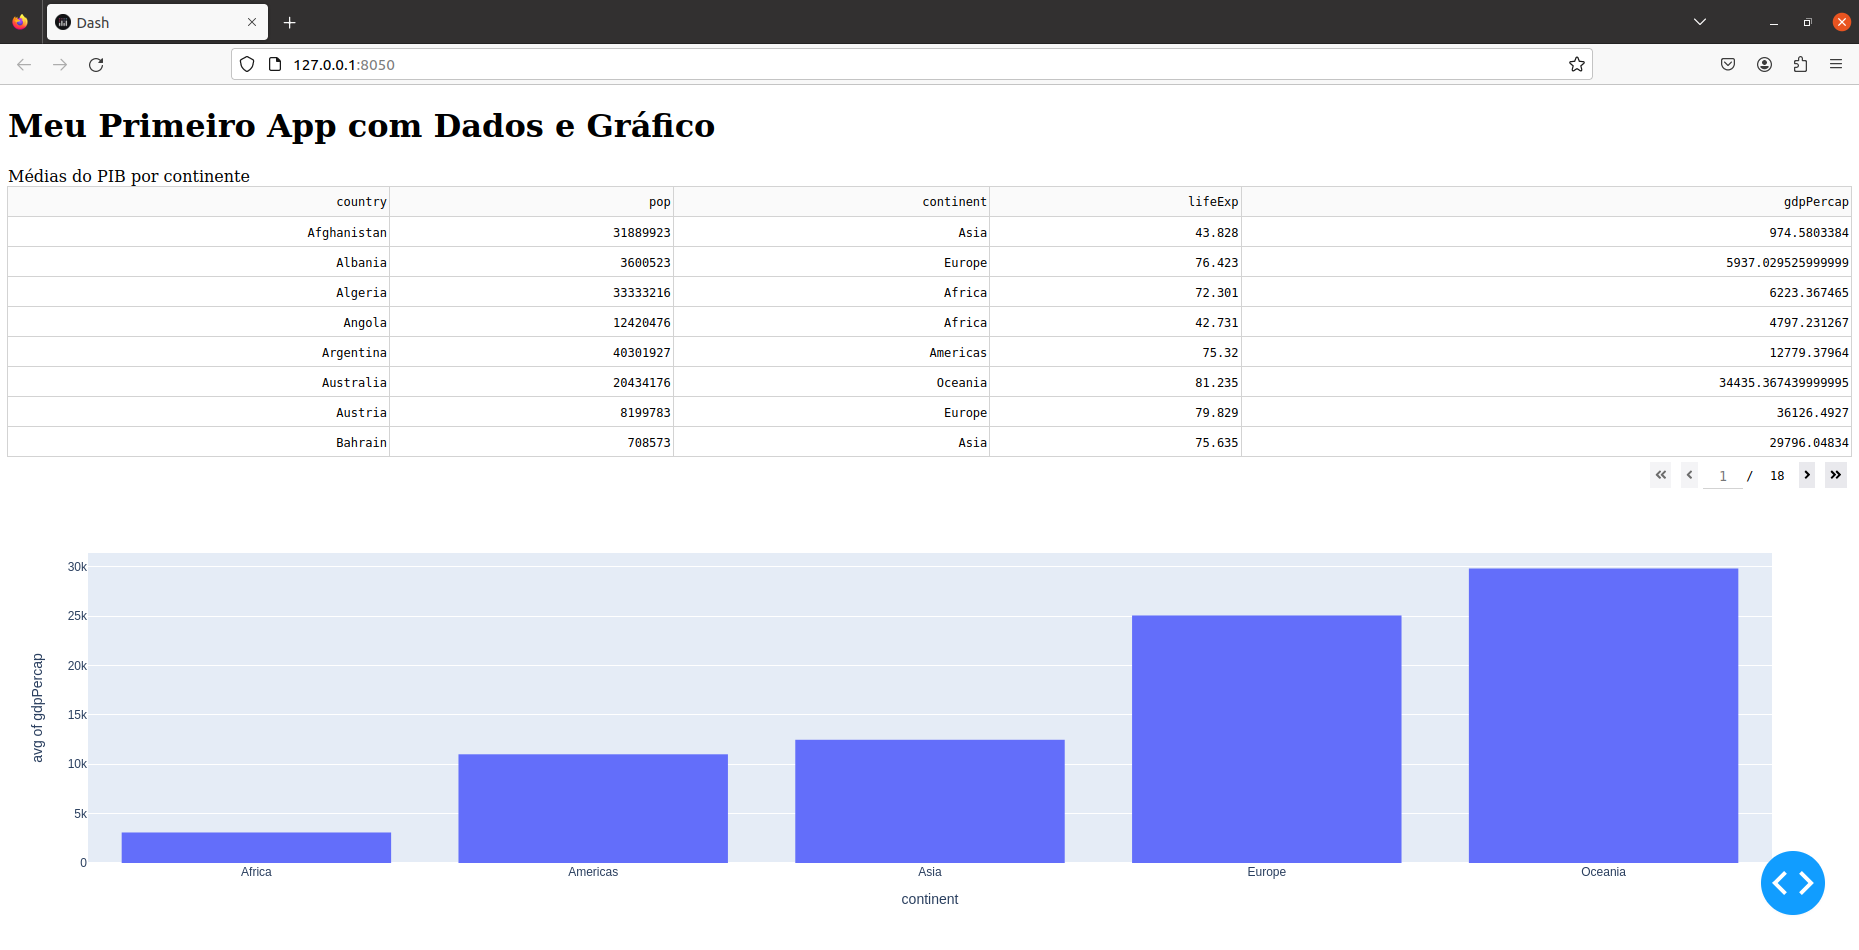 Dash
127.0.0.1:8050
Meu Primeiro App com Dados e Gráfico
Médias do PIB por continente
country pop continent lifeExp gdpPercap
Afghanistan 31889923 Asia 43.828 974.5803384
Albania 3600523 Europe 76.423 5937.029525999999
Algeria 33333216 Africa 72.301 6223.367465
Angola 12420476 Africa 42.731 4797.231267
Argentina 40301927 Americas 75.32 12779.37964
Australia 20434176 Oceania 81.235 34435.367439999995
Austria 8199783 Europe 79.829 36126.4927
Bahrain 708573 Asia 75.635 29796.04834
1 / 18
30k
25k
20k
15k
10k
5k
0
avg of gdpPercap
Africa Americas Asia Europe Oceania
continent